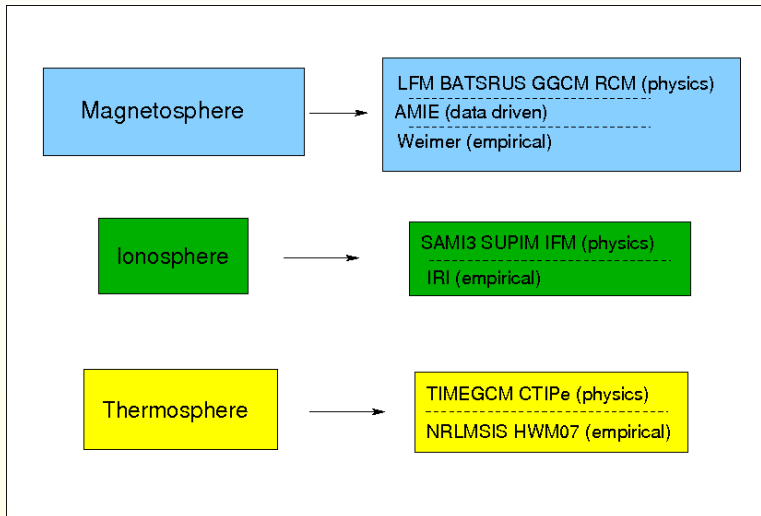 Magnetosphere
LFM BATSRUS GGCM RCM (physics)
AMIE (data driven)
Weimer (empirical)
Ionosphere
SAMI3 SUPIM IFM (physics)
IRI (empirical)
Thermosphere
TIMEGCM CTIPe (physics)
NRLMSIS HWM07 (empirical)